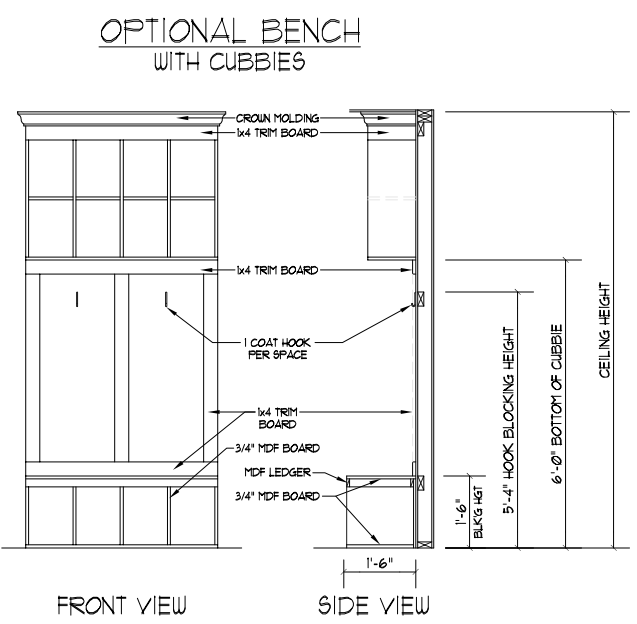 OPTIONAL BENCH
WITH CUBBIES
CROWN MOLDING
1x4 TRIM BOARD
1x4 TRIM BOARD
1 COAT HOOK
PER SPACE
1x4 TRIM
BOARD
3/4" MDF BOARD
MDF LEDGER
3/4" MDF BOARD
1'-6"
BLK'G HGT
5'-4" HOOK BLOCKING HEIGHT
6'-0" BOTTOM OF CUBBIE
CEILING HEIGHT
1'-6"
FRONT VIEW
SIDE VIEW